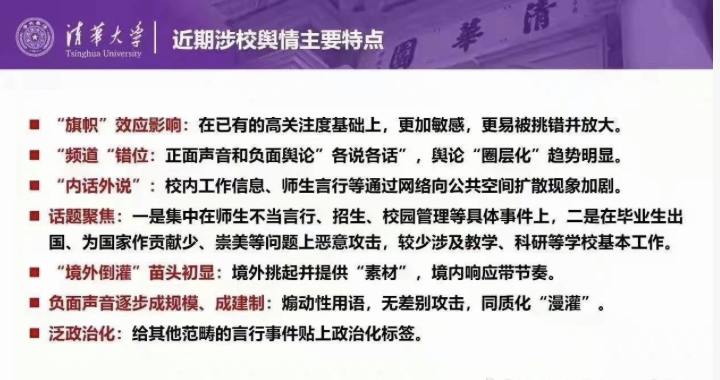 清華大学
Tsinghua University
近期涉校舆情主要特点
“旗帜”效应影响：在已有的高关注度基础上，更加敏感，更易被挑错并放大。
“频道“错位：正面声音和负面舆论”各说各话”，舆论“圈层化”趋势明显。
“内话外说”：校内工作信息、师生言行等通过网络向公共空间扩散现象加剧。
话题聚焦：一是集中在师生不当言行、招生、校园管理等具体事件上，二是在毕业生出
国、为国家作贡献少、崇美等问题上恶意攻击，较少涉及教学、科研等学校基本工作。
“境外倒灌”苗头初显：境外挑起并提供“素材”，境内响应带节奏。
负面声音逐步成规模、成建制：煽动性用语，无差别攻击，同质化“漫灌”。
泛政治化：给其他范畴的言行事件贴上政治化标签。